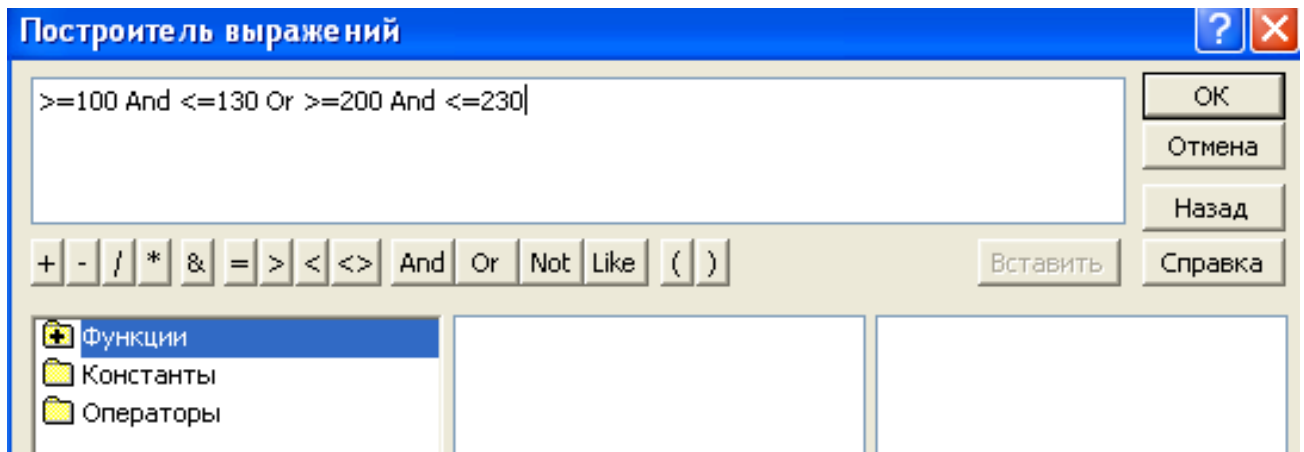 Построитель выражений
?
>=100 And <=130 Or >=200 And <=230
ОК
Отмена
Назад
+ - / * & = > < <> And Or Not Like ( ) Вставить Справка
Функции
Константы
Операторы